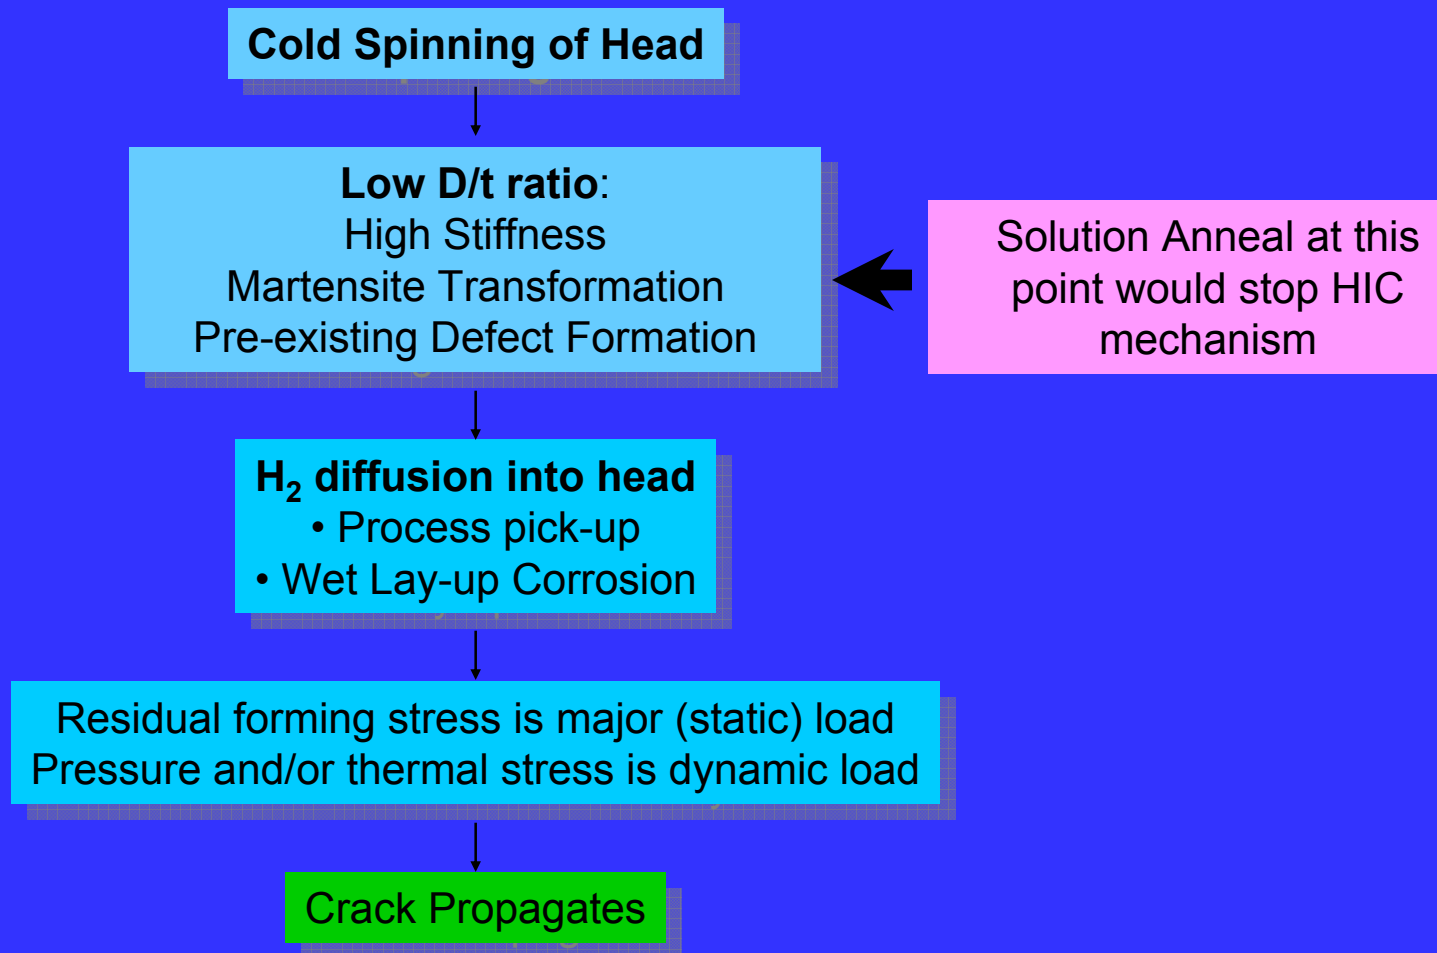 Cold Spinning of Head
Low D/t ratio:
High Stiffness
Martensite Transformation
Pre-existing Defect Formation
Solution Anneal at this
point would stop HIC
mechanism
H₂ diffusion into head
• Process pick-up
• Wet Lay-up Corrosion
Residual forming stress is major (static) load
Pressure and/or thermal stress is dynamic load
Crack Propagates